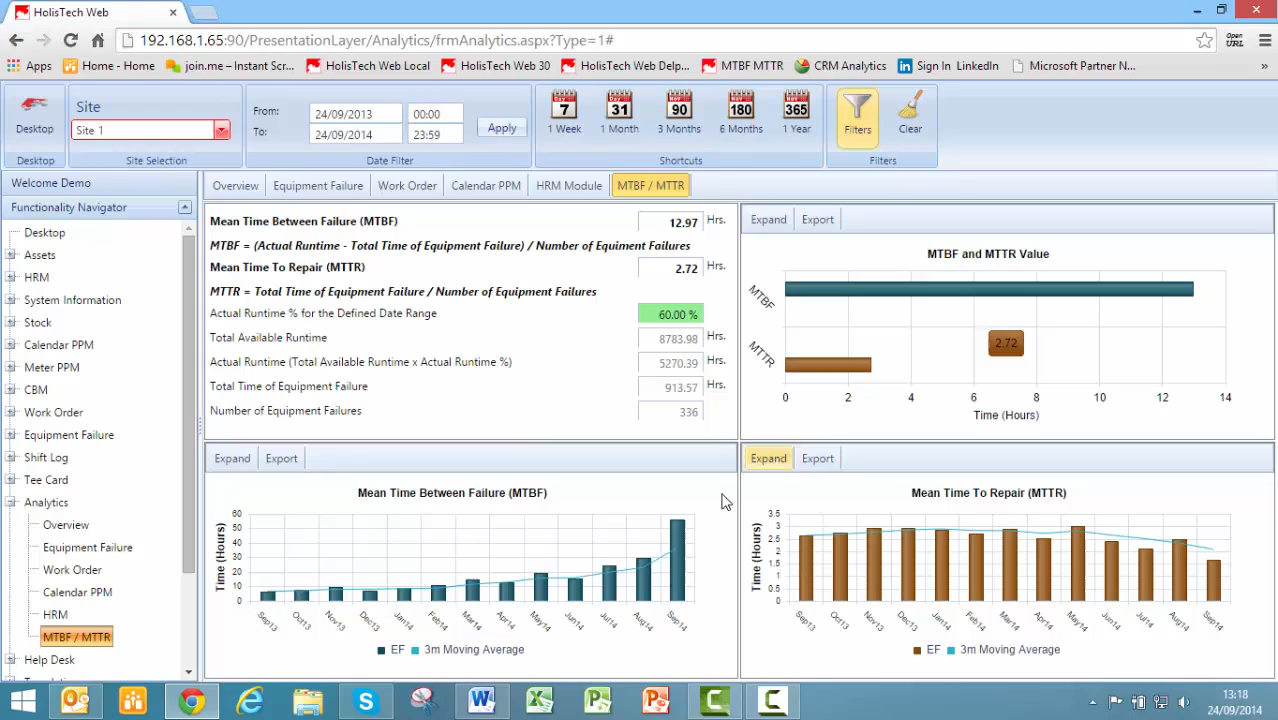 HolisTech Web
192.168.1.65:90/PresentationLayer/Analytics/frmAnalytics.aspx?Type=1#
OPEN URL
Apps Home - Home join.me – Instant Scr... HolisTech Web Local HolisTech Web 30 HolisTech Web Delp... MTBF MTTR CRM Analytics Sign In LinkedIn Microsoft Partner N... »
Desktop
Desktop
Site
Site 1
Site Selection
From: 24/09/2013 00:00
To: 24/09/2014 23:59
Apply
Date Filter
7 31 Nov 90 Nov 180 Nov 365
1 Week 1 Month 3 Months 6 Months 1 Year
Shortcuts
Filters Clear
Filters
Welcome Demo
Functionality Navigator
Desktop
Assets
HRM
System Information
Stock
Calendar PPM
Meter PPM
CBM
Work Order
Equipment Failure
Shift Log
Tee Card
Analytics
Overview
Equipment Failure
Work Order
Calendar PPM
HRM
MTBF / MTTR
Help Desk
Overview Equipment Failure Work Order Calendar PPM HRM Module MTBF / MTTR
Mean Time Between Failure (MTBF) 12.97 Hrs.
MTBF = (Actual Runtime - Total Time of Equipment Failure) / Number of Equiment Failures
Mean Time To Repair (MTTR) 2.72 Hrs.
MTTR = Total Time of Equipment Failure / Number of Equipment Failures
Actual Runtime % for the Defined Date Range 60.00 %
Total Available Runtime 8783.98 Hrs.
Actual Runtime (Total Available Runtime x Actual Runtime %) 5270.39 Hrs.
Total Time of Equipment Failure 913.57 Hrs.
Number of Equipment Failures 336
Expand Export
MTBF and MTTR Value
MTBF
MTTR
2.72
0 2 4 6 8 10 12 14
Time (Hours)
Expand Export
Mean Time Between Failure (MTBF)
Time (Hours)
60
50
40
30
20
10
0
Sep13 Oct13 Nov13 Dec13 Jan14 Feb14 Mar14 Apr14 May14 Jun14 Jul14 Aug14 Sep14
EF 3m Moving Average
Expand Export
Mean Time To Repair (MTTR)
Time (Hours)
3.5
3
2.5
2
1.5
1
0.5
0
Sep13 Oct13 Nov13 Dec13 Jan14 Feb14 Mar14 Apr14 May14 Jun14 Jul14 Aug14 Sep14
EF 3m Moving Average
13:18
24/09/2014